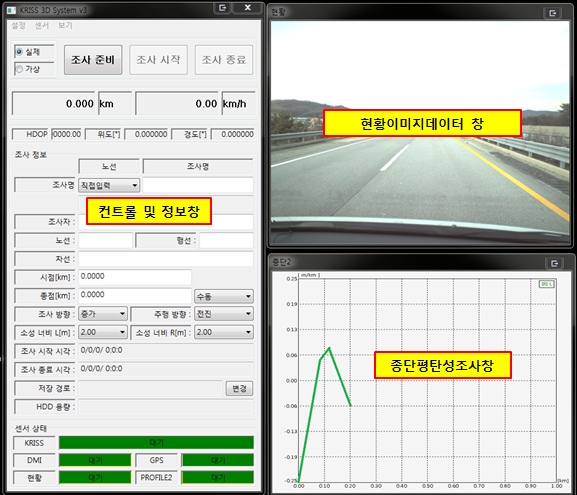 KRISS 3D System v3
설정 센서 보기
실제
가상
조사 준비
조사 시작
조사 종료
0.000 km 0.00 km/h
HDOP 0000.00 위도[°] 0.000000 경도[°] 0.000000
조사 정보
노선 조사명
조사명 직접입력
컨트롤 및 정보창
조사자 :
노선 : 행선 :
차선 :
시점[km] : 0.0000
종점[km] : 0.0000 수동
조사 방향 : 증가 주행 방향 : 전진
소성 너비 L[m] : 2.00 소성 너비 R[m] : 2.00
조사 시작 시각 : 0/0/0/ 0:0:0
조사 종료 시각 : 0/0/0/ 0:0:0
저장 경로 : 변경
HDD 용량 :
센서 상태
KRISS 대기
DMI 대기 GPS 대기
현황 대기 PROFILE2 대기
현황
현황이미지데이터 창
종단2
[ m/km ]
IRI L
0.25
0.19
0.13
0.06
0.00
-0.06
-0.13
-0.19
-0.25
종단평탄성조사창
0.00 0.10 0.20 0.30 0.40 0.50 0.60 0.70 0.80 0.90 1.00
[km]